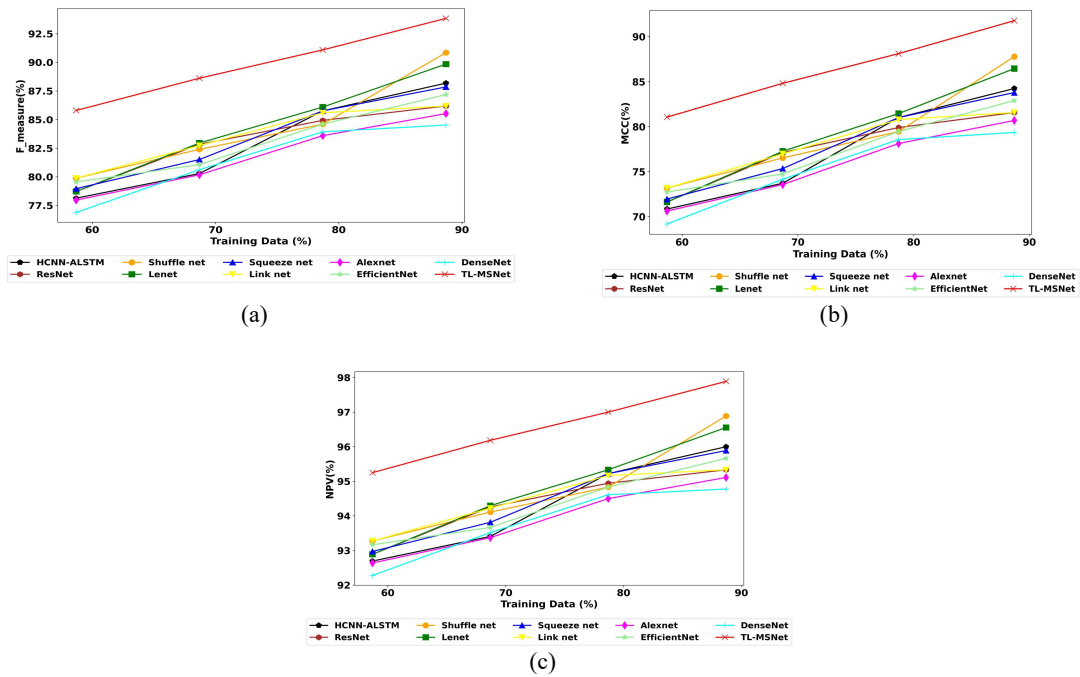 92.5
90.0
87.5
85.0
82.5
80.0
77.5
F_measure(%)
60 70 80 90
Training Data (%)
HCNN-ALSTM Shuffle net Squeeze net Alexnet DenseNet
ResNet Lenet Link net EfficientNet TL-MSNet
(a)
90
85
80
75
70
MCC(%)
60 70 80 90
Training Data (%)
HCNN-ALSTM Shuffle net Squeeze net Alexnet DenseNet
ResNet Lenet Link net EfficientNet TL-MSNet
(b)
98
97
96
95
94
93
92
NPV(%)
60 70 80 90
Training Data (%)
HCNN-ALSTM Shuffle net Squeeze net Alexnet DenseNet
ResNet Lenet Link net EfficientNet TL-MSNet
(c)